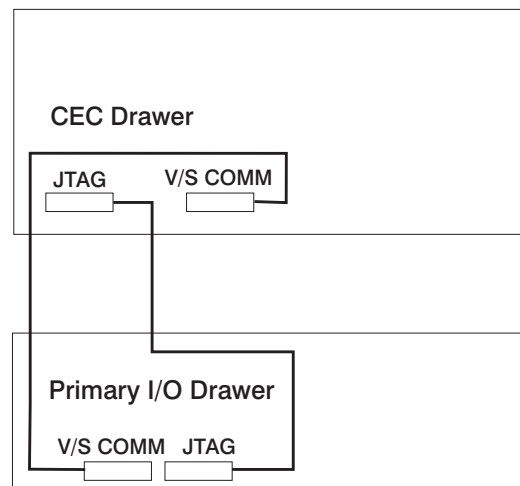 CEC Drawer
JTAG V/S COMM
Primary I/O Drawer
V/S COMM JTAG